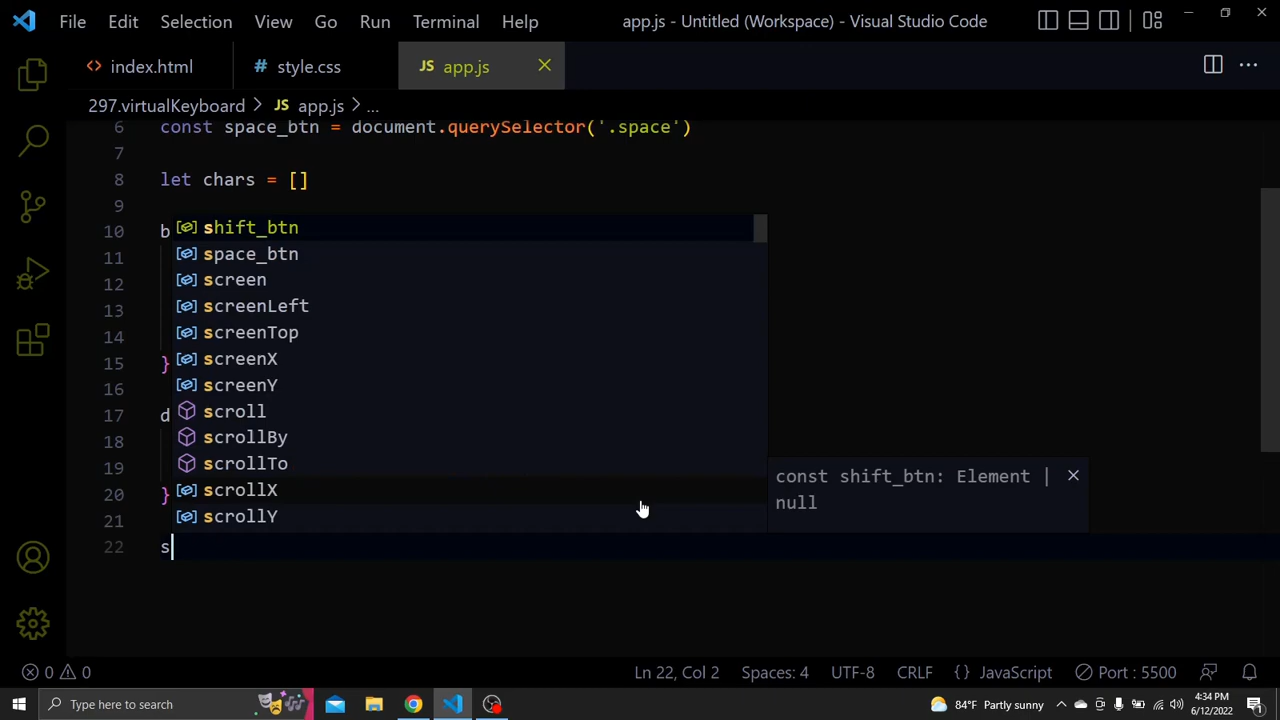 File Edit Selection View Go Run Terminal Help app.js - Untitled (Workspace) - Visual Studio Code
<> index.html # style.css JS app.js
297.virtualKeyboard > JS app.js > ...
6 const space_btn = document.querySelector('.space')
7
8 let chars = []
9
10 b
11
12
13
14
15 }
16
17 d
18
19
20 }
21
22 s
shift_btn
space_btn
screen
screenLeft
screenTop
screenX
screenY
scroll
scrollBy
scrollTo
scrollX
scrollY
const shift_btn: Element |
null
0 0 Ln 22, Col 2 Spaces: 4 UTF-8 CRLF {} JavaScript Port : 5500
Type here to search 84°F Partly sunny 4:34 PM
6/12/2022 1